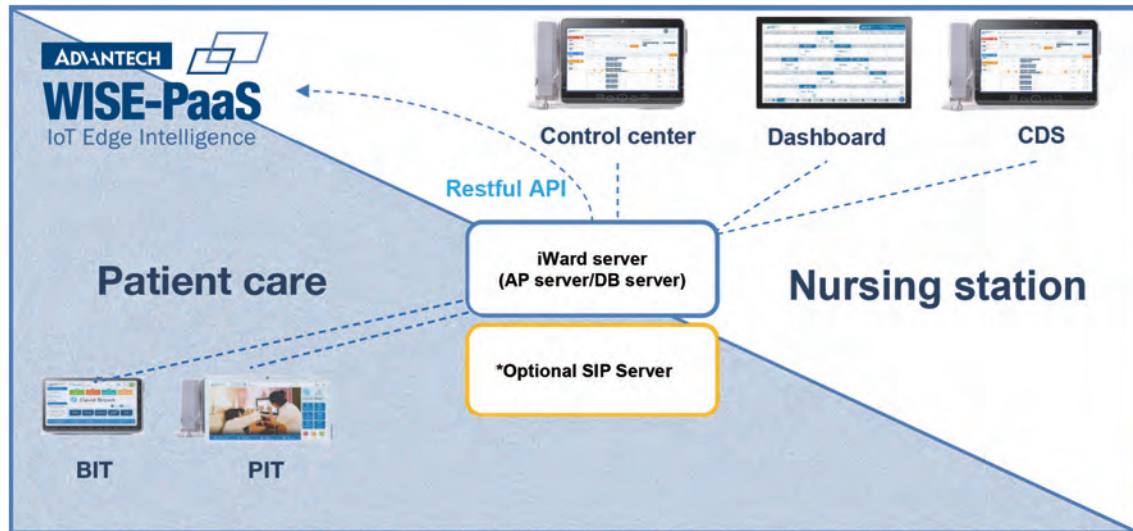 ADVANTECH
WISE-PaaS
IoT Edge Intelligence
Control center
Dashboard
CDS
Restful API
iWard server
(AP server/DB server)
Patient care
Nursing station
*Optional SIP Server
BIT
PIT